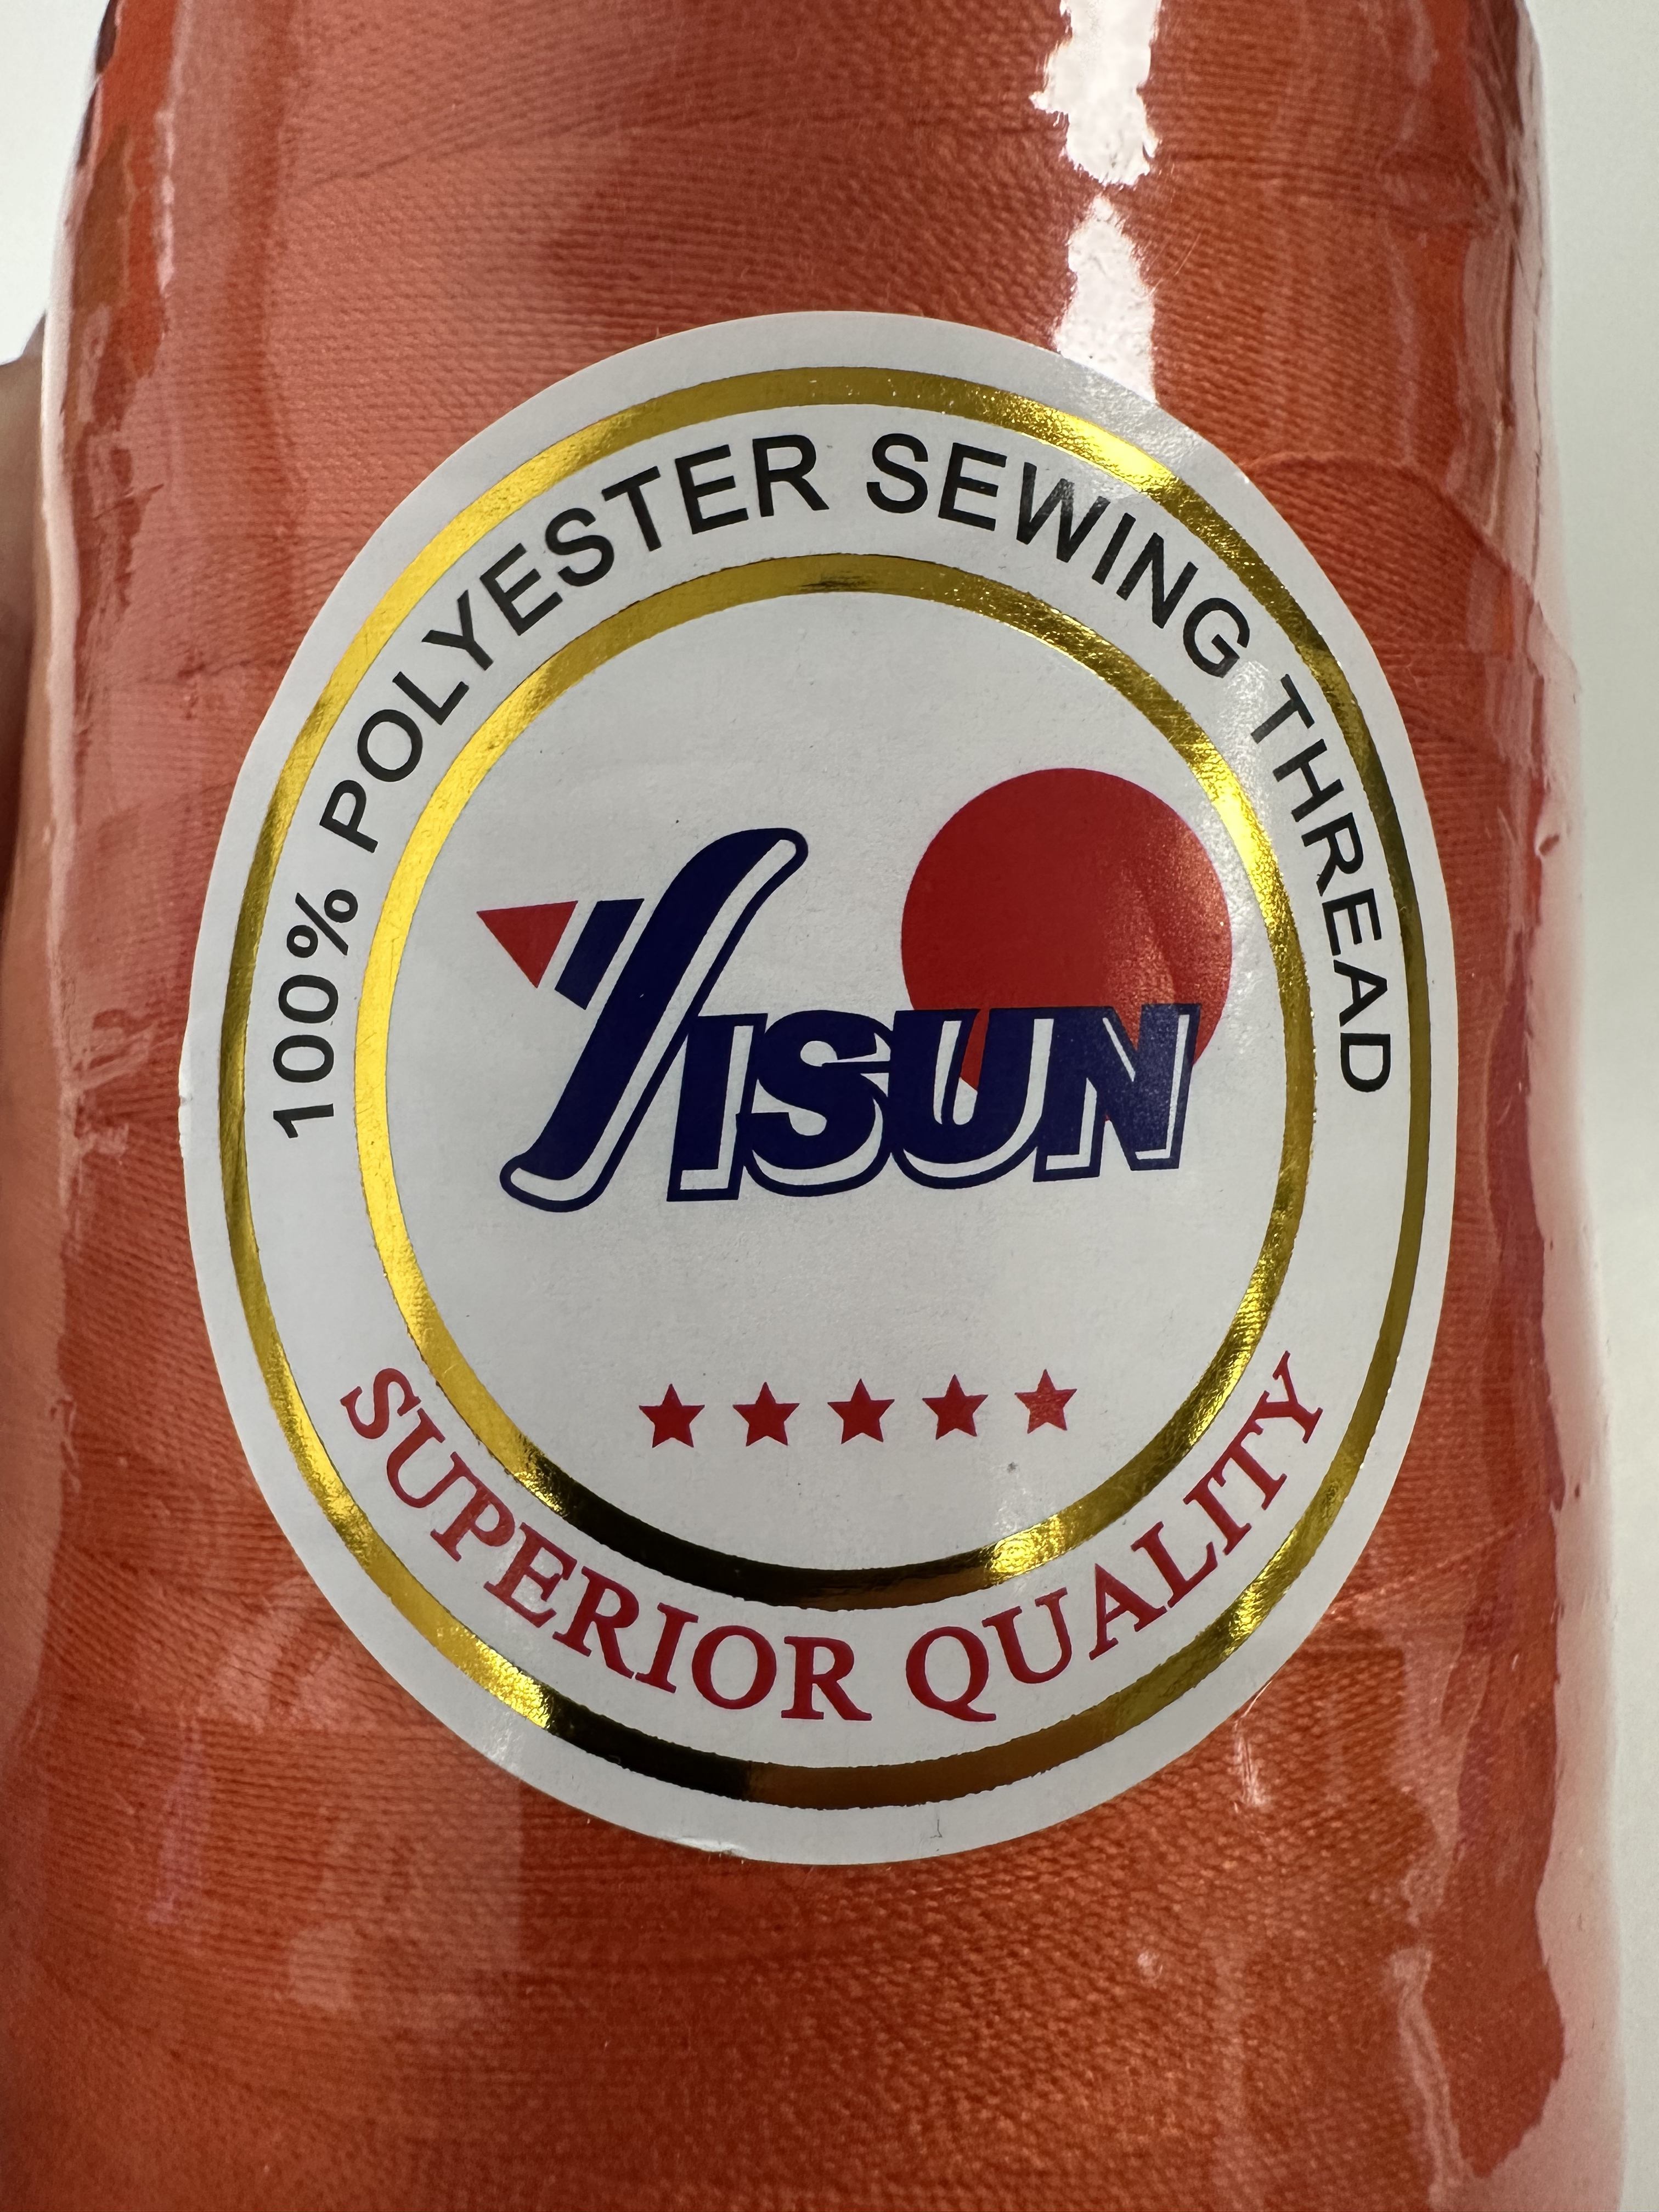 100% POLYESTER SEWING THREAD
YISUN
SUPERIOR QUALITY